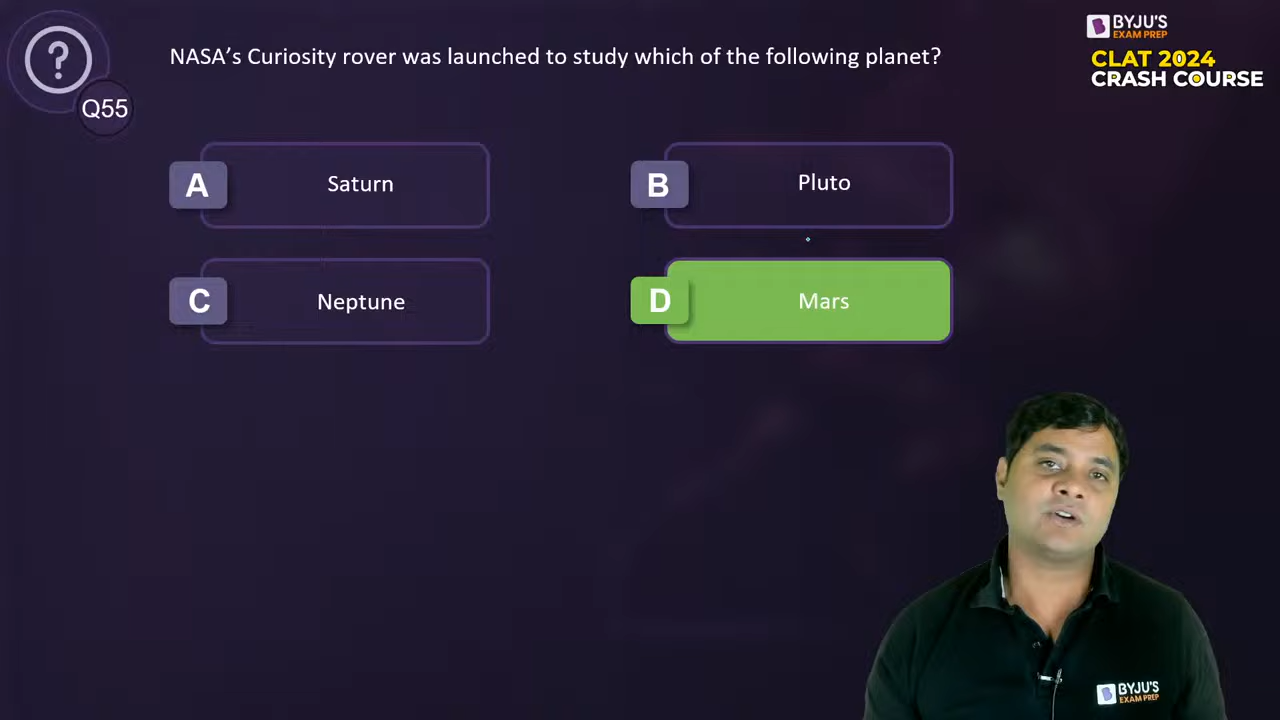 ?
Q55
NASA’s Curiosity rover was launched to study which of the following planet?
BYJU'S
EXAM PREP
CLAT 2024
CRASH COURSE
A Saturn
B Pluto
C Neptune
D Mars
BYJU'S
EXAM PREP